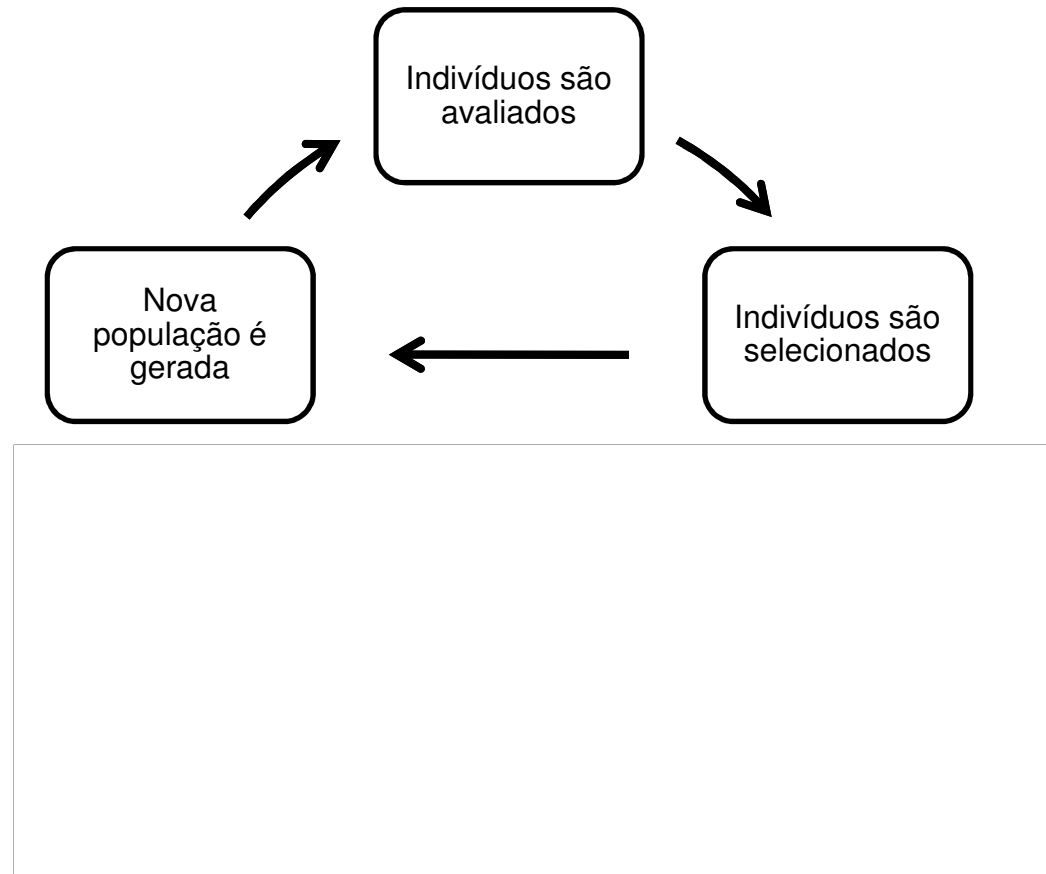 Indivíduos são
avaliados
Indivíduos são
selecionados
Nova
população é
gerada